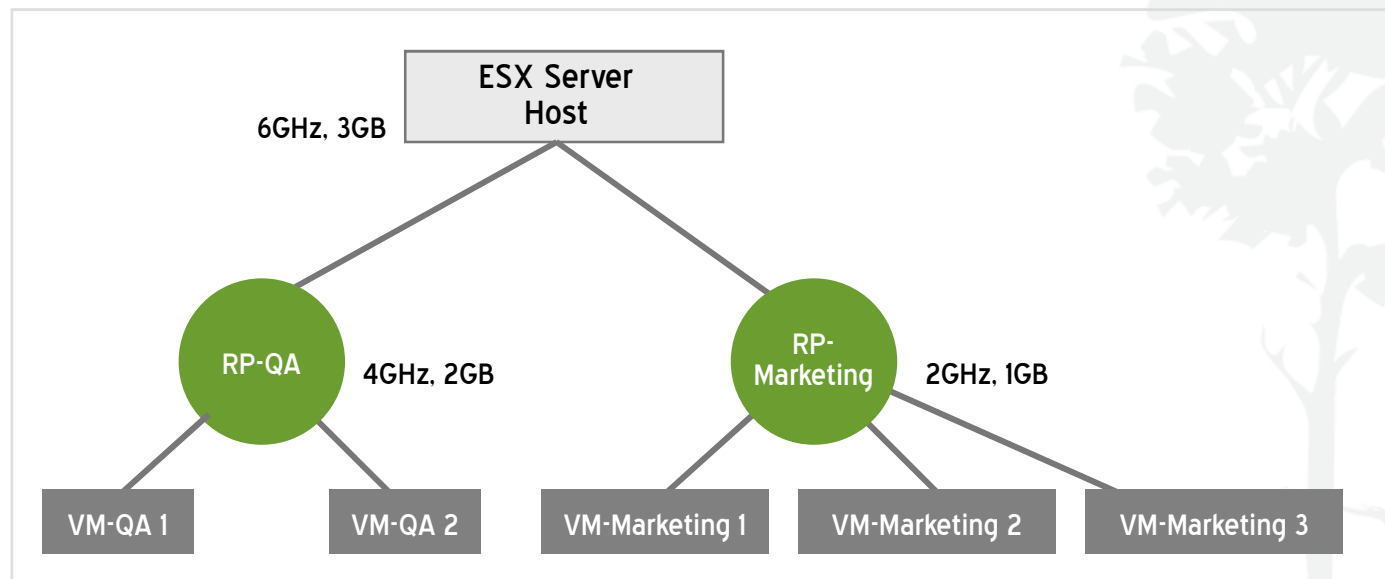 ESX Server
Host
6GHz, 3GB
RP-QA
4GHz, 2GB
RP-
Marketing
2GHz, 1GB
VM-QA 1
VM-QA 2
VM-Marketing 1
VM-Marketing 2
VM-Marketing 3